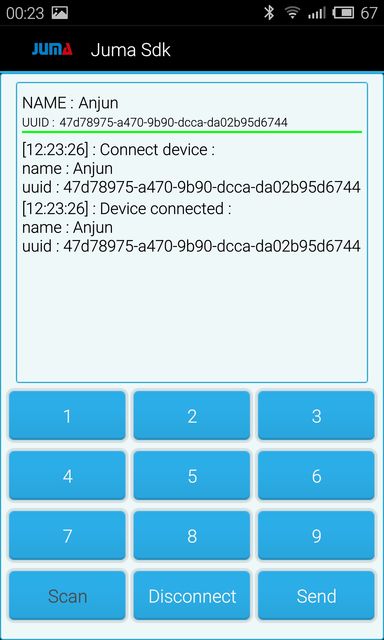 00:23
67
JUMA Juma Sdk
NAME : Anjun
UUID : 47d78975-a470-9b90-dcca-da02b95d6744
[12:23:26] : Connect device :
name : Anjun
uuid : 47d78975-a470-9b90-dcca-da02b95d6744
[12:23:26] : Device connected :
name : Anjun
uuid : 47d78975-a470-9b90-dcca-da02b95d6744
1 2 3
4 5 6
7 8 9
Scan Disconnect Send